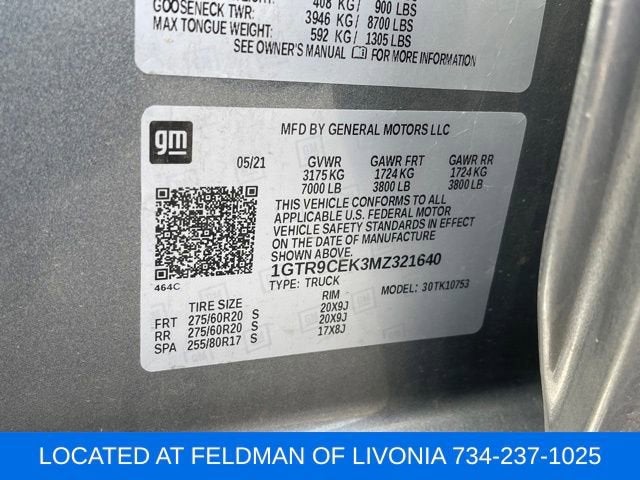 408 KG/ 900 LBS
GOOSENECK TWR: 3946 KG/ 8700 LBS
MAX TONGUE WEIGHT: 592 KG/ 1305 LBS
SEE OWNER'S MANUAL FOR MORE INFORMATION
gm
MFD BY GENERAL MOTORS LLC
05/21 GVWR GAWR FRT GAWR RR
3175 KG 1724 KG 1724 KG
7000 LB 3800 LB 3800 LB
THIS VEHICLE CONFORMS TO ALL
APPLICABLE U.S. FEDERAL MOTOR
VEHICLE SAFETY STANDARDS IN EFFECT
ON THE DATE OF MANUFACTURE
SHOWN ABOVE.
1GTR9CEK3MZ321640
464C
TYPE: TRUCK MODEL: 30TK10753
TIRE SIZE RIM
FRT 275/60R20 S 20X9J
RR 275/60R20 S 20X9J
SPA 255/80R17 S 17X8J
LOCATED AT FELDMAN OF LIVONIA 734-237-1025